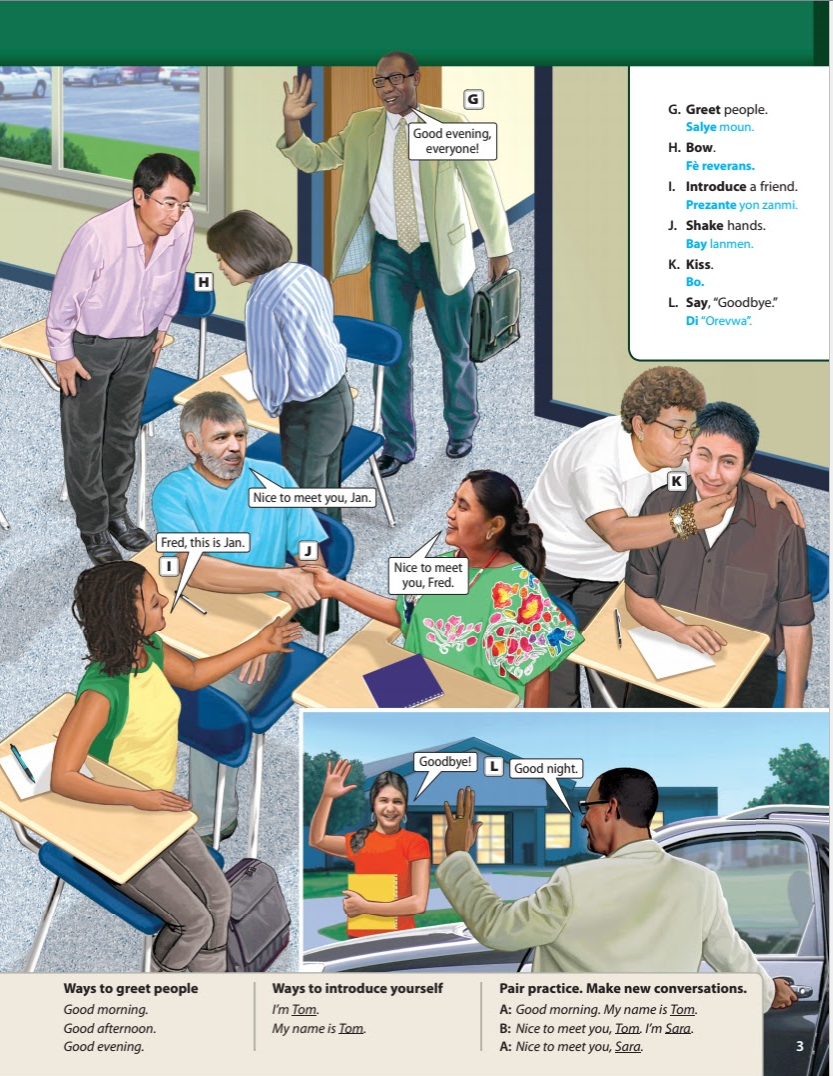 G
Good evening,
everyone!
G. Greet people.
Salye moun.
H. Bow.
Fè reverans.
I. Introduce a friend.
Prezante yon zanmi.
J. Shake hands.
Bay lanmen.
K. Kiss.
Bo.
L. Say, “Goodbye.”
Di “Orevwa”.
H
Nice to meet you, Jan.
K
Fred, this is Jan.
J
I
Nice to meet
you, Fred.
Goodbye!
L
Good night.
Ways to greet people
Good morning.
Good afternoon.
Good evening.
Ways to introduce yourself
I’m Tom.
My name is Tom.
Pair practice. Make new conversations.
A: Good morning. My name is Tom.
B: Nice to meet you, Tom. I’m Sara.
A: Nice to meet you, Sara.
3